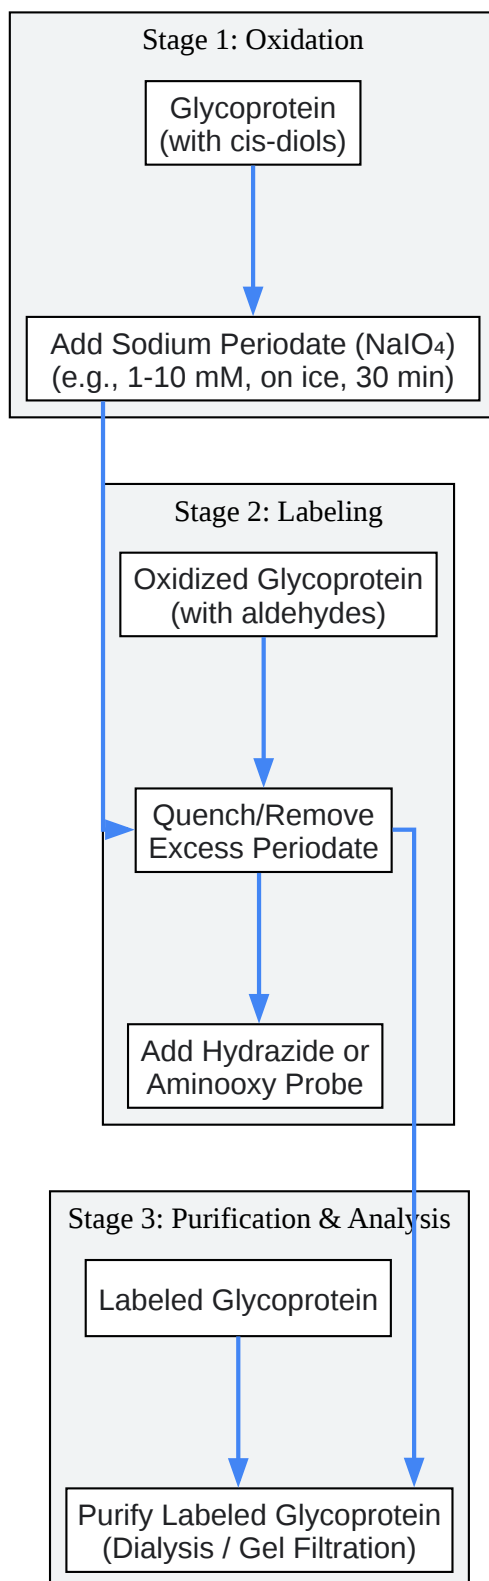 Stage 1: Oxidation
Glycoprotein
(with cis-diols)
Add Sodium Periodate (NaIO₄)
(e.g., 1-10 mM, on ice, 30 min)
Stage 2: Labeling
Oxidized Glycoprotein
(with aldehydes)
Quench/Remove
Excess Periodate
Add Hydrazide or
Aminooxy Probe
Stage 3: Purification & Analysis
Labeled Glycoprotein
Purify Labeled Glycoprotein
(Dialysis / Gel Filtration)